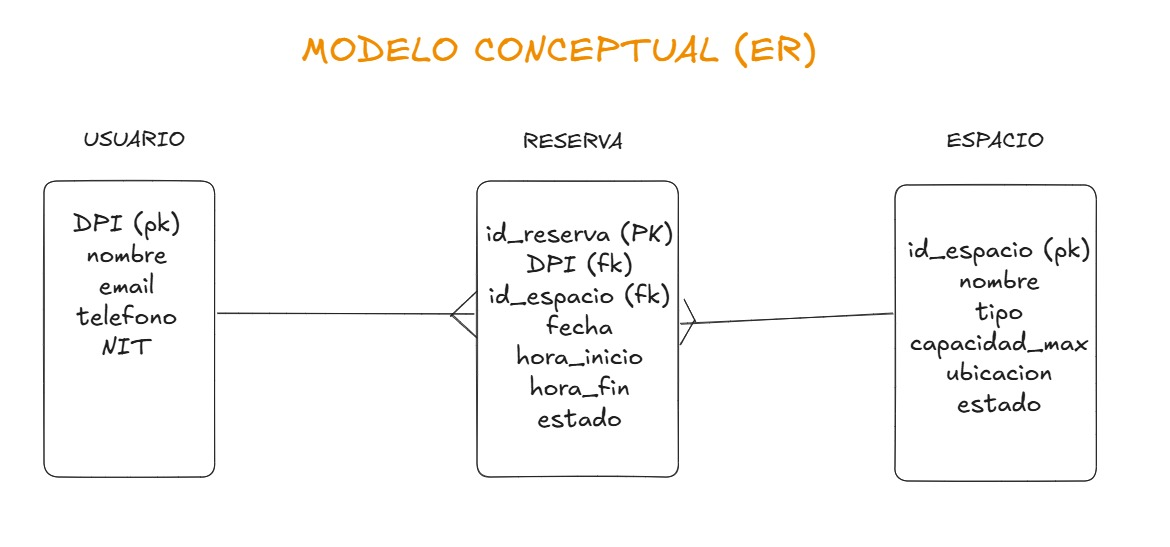 MODELO CONCEPTUAL (ER)
USUARIO
DPI (pk)
nombre
email
telefono
NIT
RESERVA
id_reserva (PK)
DPI (fk)
id_espacio (fk)
fecha
hora_inicio
hora_fin
estado
ESPACIO
id_espacio (pk)
nombre
tipo
capacidad_max
ubicacion
estado